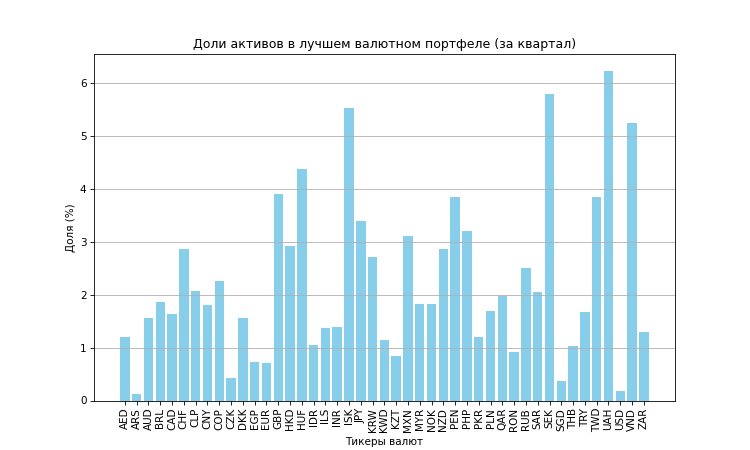 Доли активов в лучшем валютном портфеле (за квартал)
Доля (%)
6
5
4
3
2
1
0
AED ARS AUD BRL CAD CHF CLP CNY COP CZK DKK EGP EUR GBP HKD HUF IDR ILS INR ISK JPY KRW KWD KZT MXN MYR NOK NZD PEN PHP PKR PLN QAR RON RUB SAR SEK SGD THB TRY TWD UAH USD VND ZAR
Тикеры валют